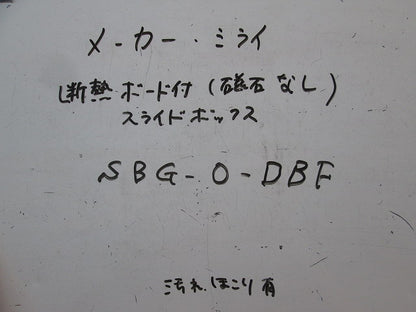 メーカー・ミライ
断熱ボード付(磁石なし)
スライドボックス
SBG-O-DBF
汚れほこり有